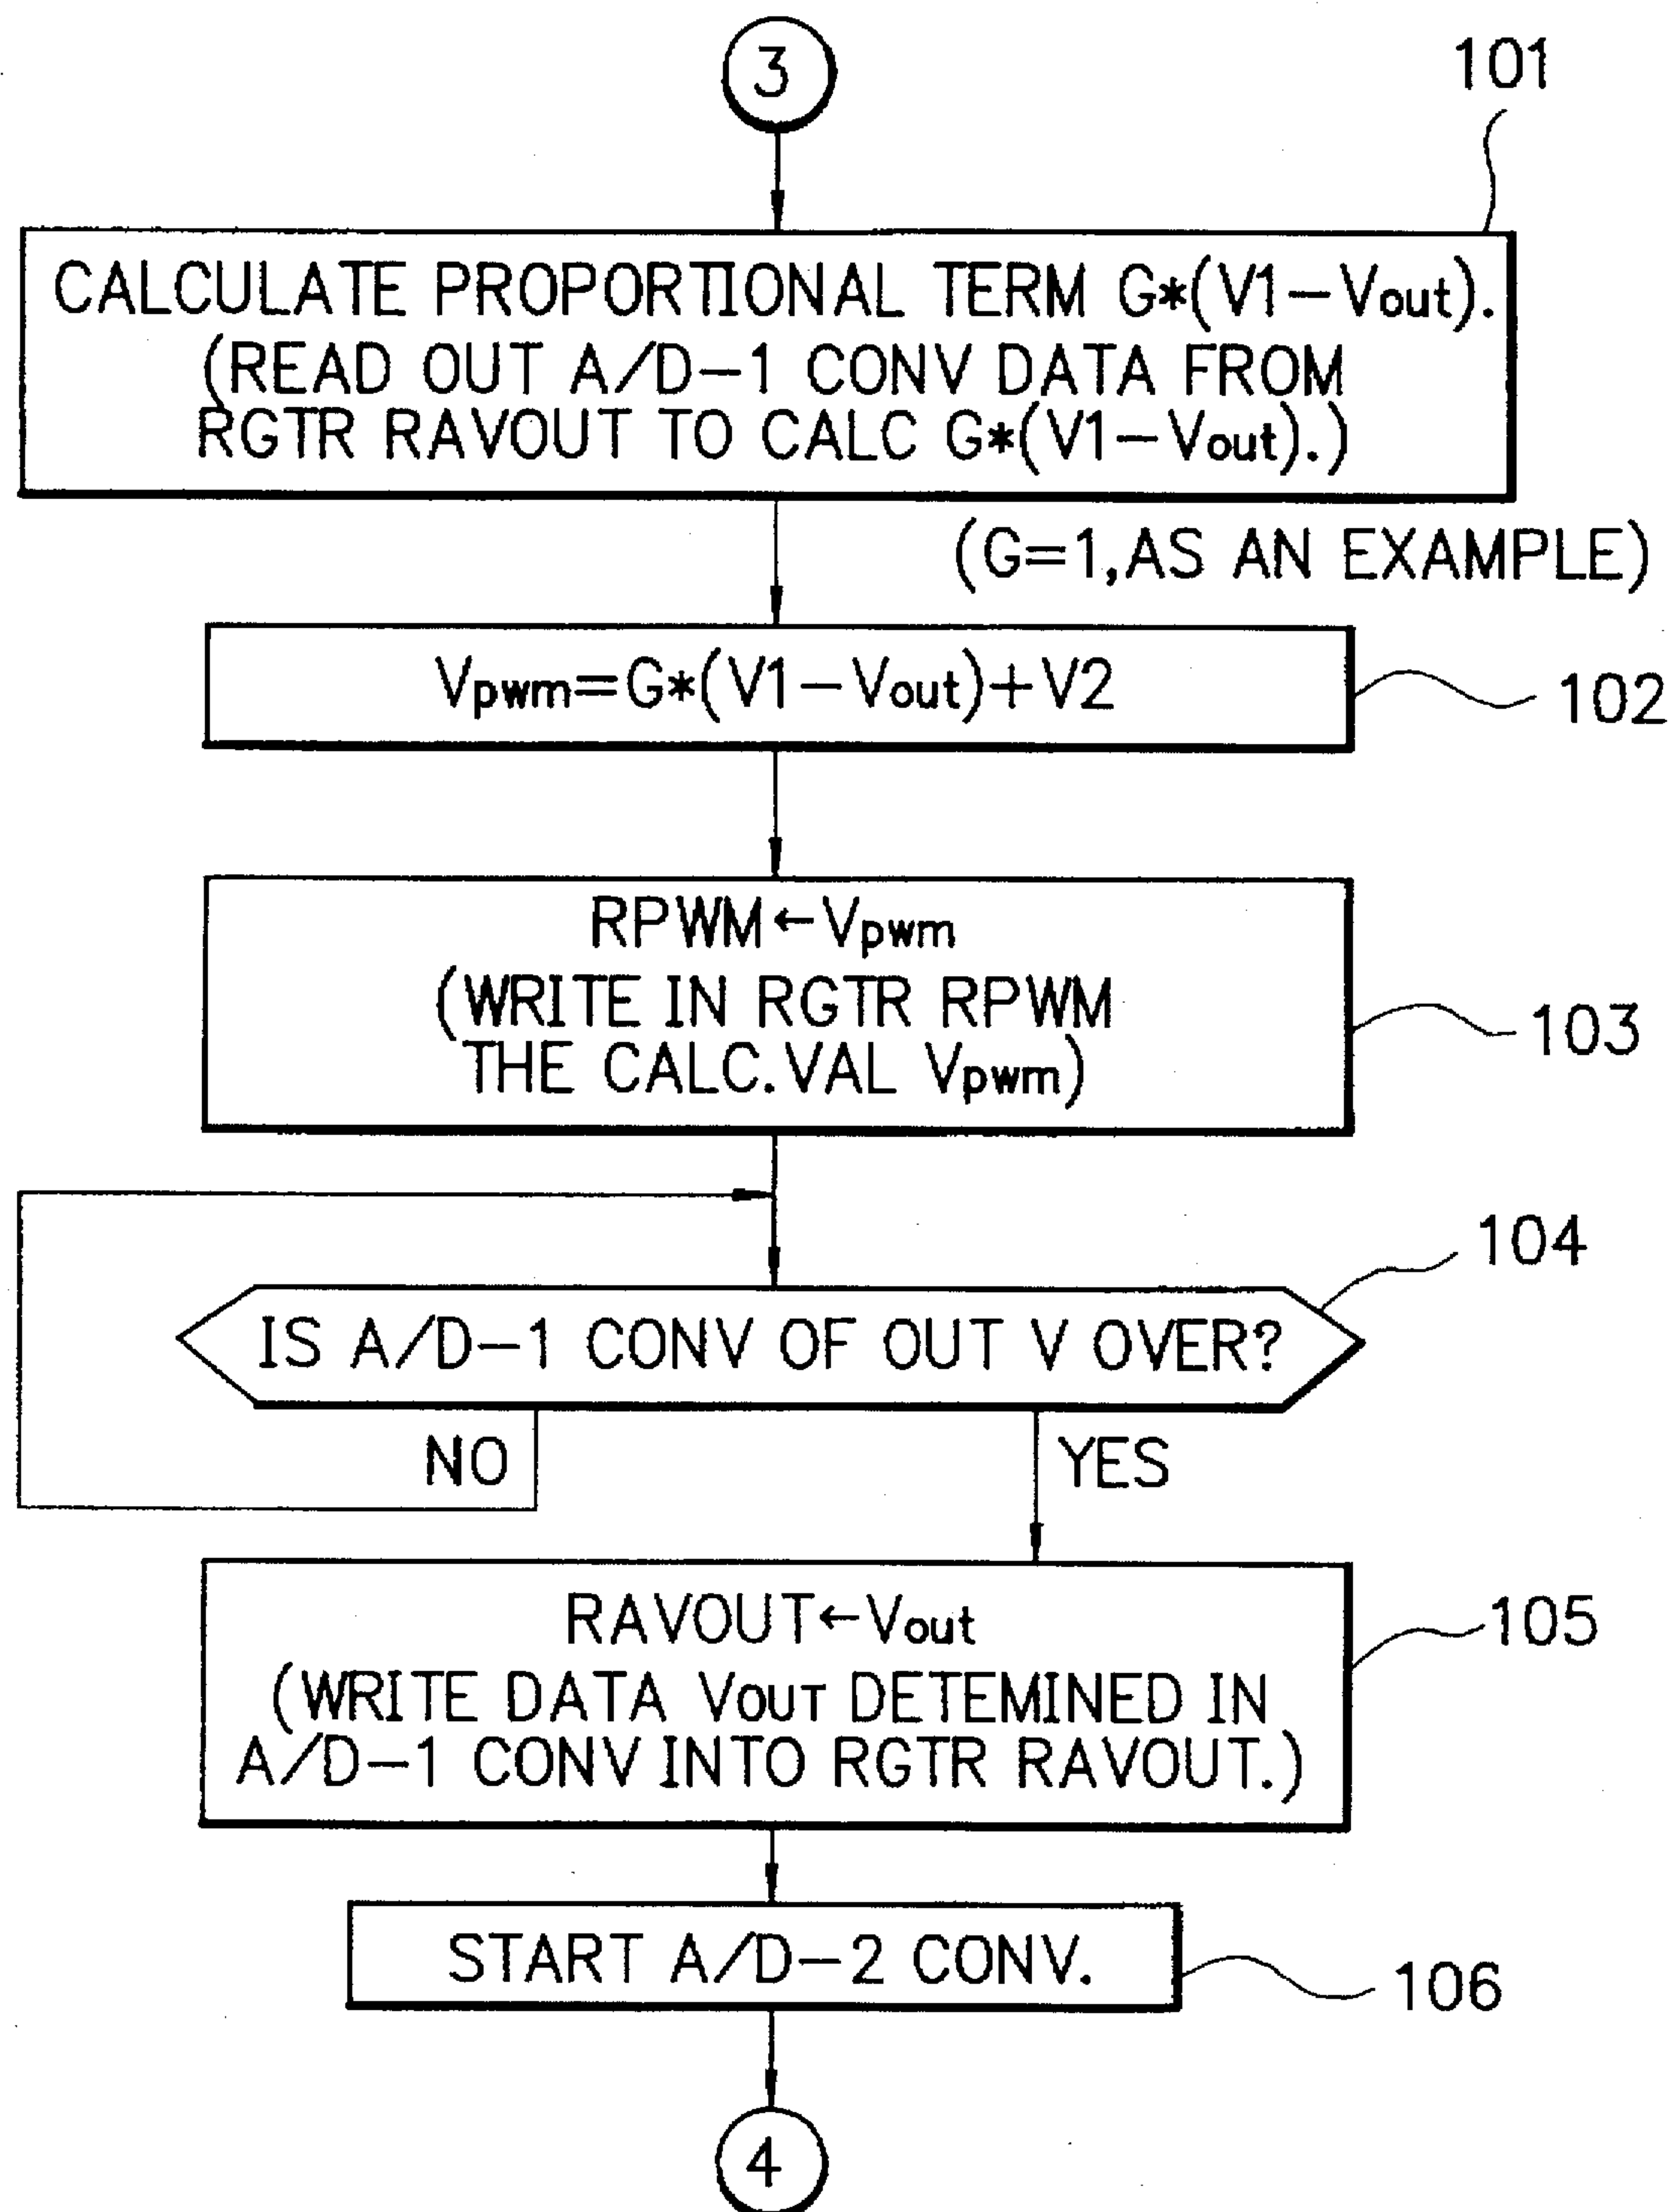 3
101
CALCULATE PROPORTIONAL TERM G*(V1-Vout).
(READ OUT A/D-1 CONV DATA FROM
RGTR RAVOUT TO CALC G*(V1-Vout).)
(G=1,AS AN EXAMPLE)
Vpwm=G*(V1-Vout)+V2
102
RPWM←Vpwm
(WRITE IN RGTR RPWM
THE CALC.VAL Vpwm)
103
104
IS A/D-1 CONV OF OUT V OVER?
NO
YES
RAVOUT←Vout
(WRITE DATA VOUT DETEMINED IN
A/D-1 CONV INTO RGTR RAVOUT.)
105
START A/D-2 CONV.
106
4